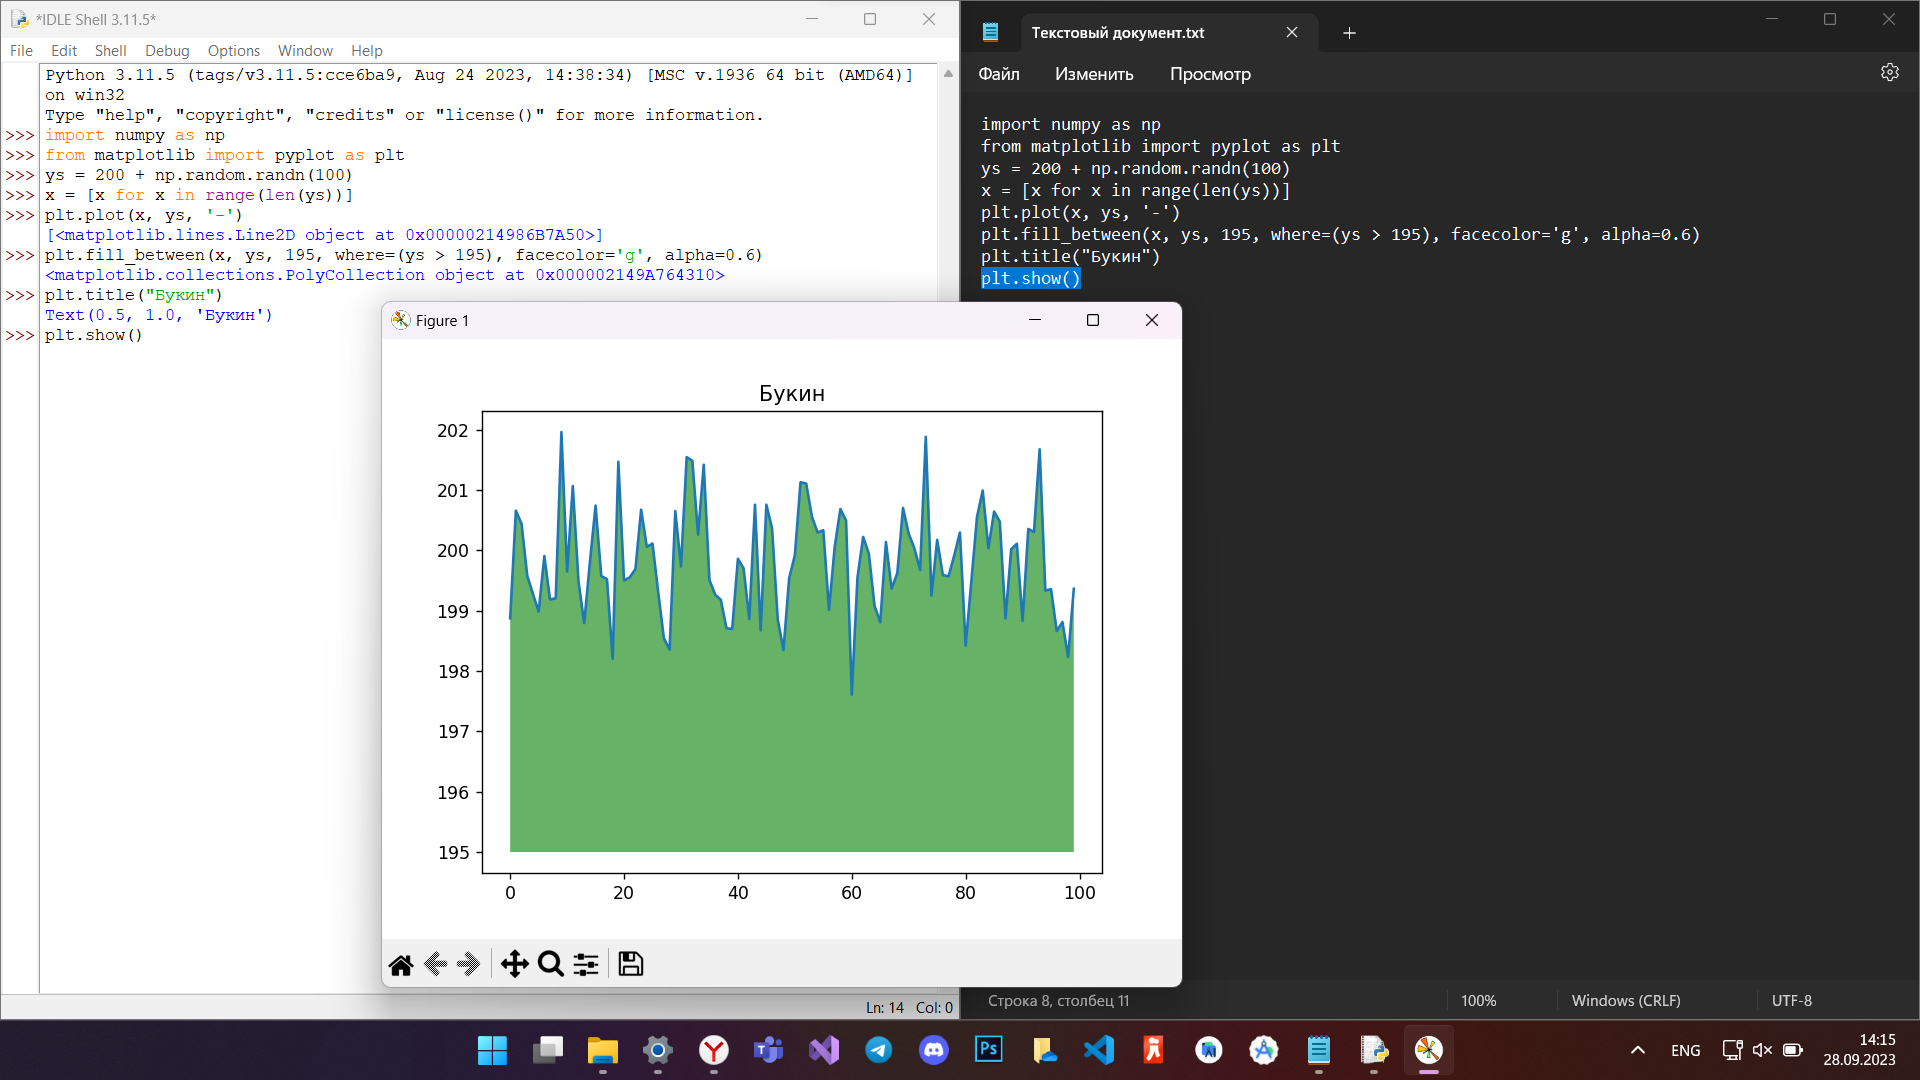 *IDLE Shell 3.11.5*
File Edit Shell Debug Options Window Help
Python 3.11.5 (tags/v3.11.5:cce6ba9, Aug 24 2023, 14:38:34) [MSC v.1936 64 bit (AMD64)]
on win32
Type "help", "copyright", "credits" or "license()" for more information.
>>> import numpy as np
>>> from matplotlib import pyplot as plt
>>> ys = 200 + np.random.randn(100)
>>> x = [x for x in range(len(ys))]
>>> plt.plot(x, ys, '-')
[<matplotlib.lines.Line2D object at 0x00000214986B7A50>]
>>> plt.fill_between(x, ys, 195, where=(ys > 195), facecolor='g', alpha=0.6)
<matplotlib.collections.PolyCollection object at 0x000002149A764310>
>>> plt.title("Букин")
Text(0.5, 1.0, 'Букин')
>>> plt.show()
Ln: 14 Col: 0
Текстовый документ.txt
Файл Изменить Просмотр
import numpy as np
from matplotlib import pyplot as plt
ys = 200 + np.random.randn(100)
x = [x for x in range(len(ys))]
plt.plot(x, ys, '-')
plt.fill_between(x, ys, 195, where=(ys > 195), facecolor='g', alpha=0.6)
plt.title("Букин")
plt.show()
Строка 8, столбец 11 100% Windows (CRLF) UTF-8
Figure 1
Букин
202
201
200
199
198
197
196
195
0 20 40 60 80 100
Ps
ENG
14:15
28.09.2023